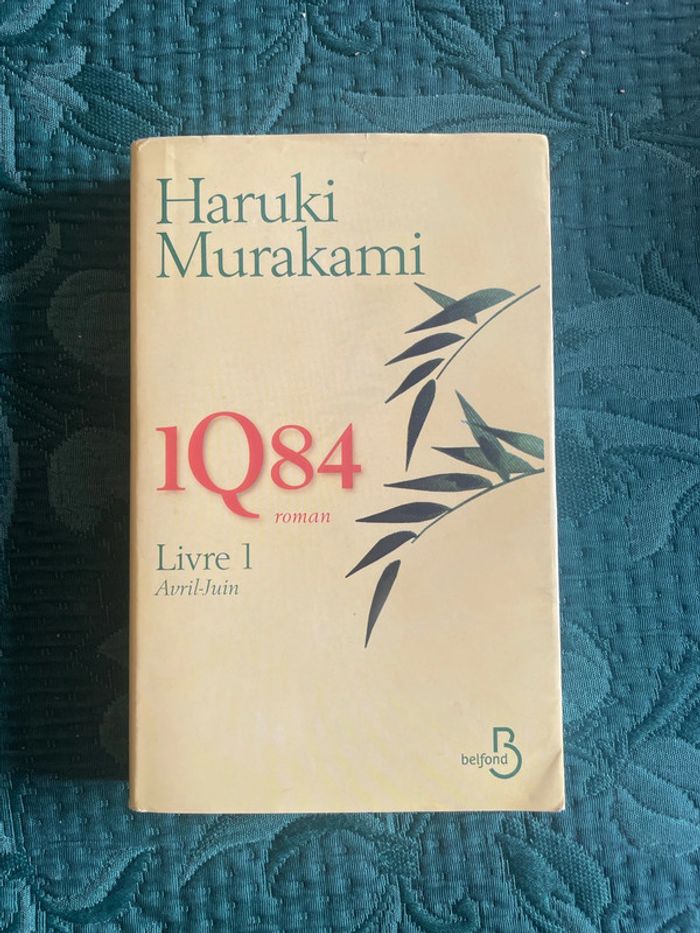 Haruki
Murakami
1Q84
roman
Livre 1
Avril-Juin
belfond
B